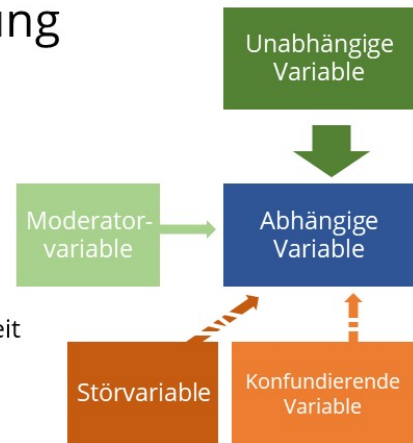 ung
Unabhängige
Variable
Moderator-
variable
Abhängige
Variable
eit
Störvariable
Konfundierende
Variable